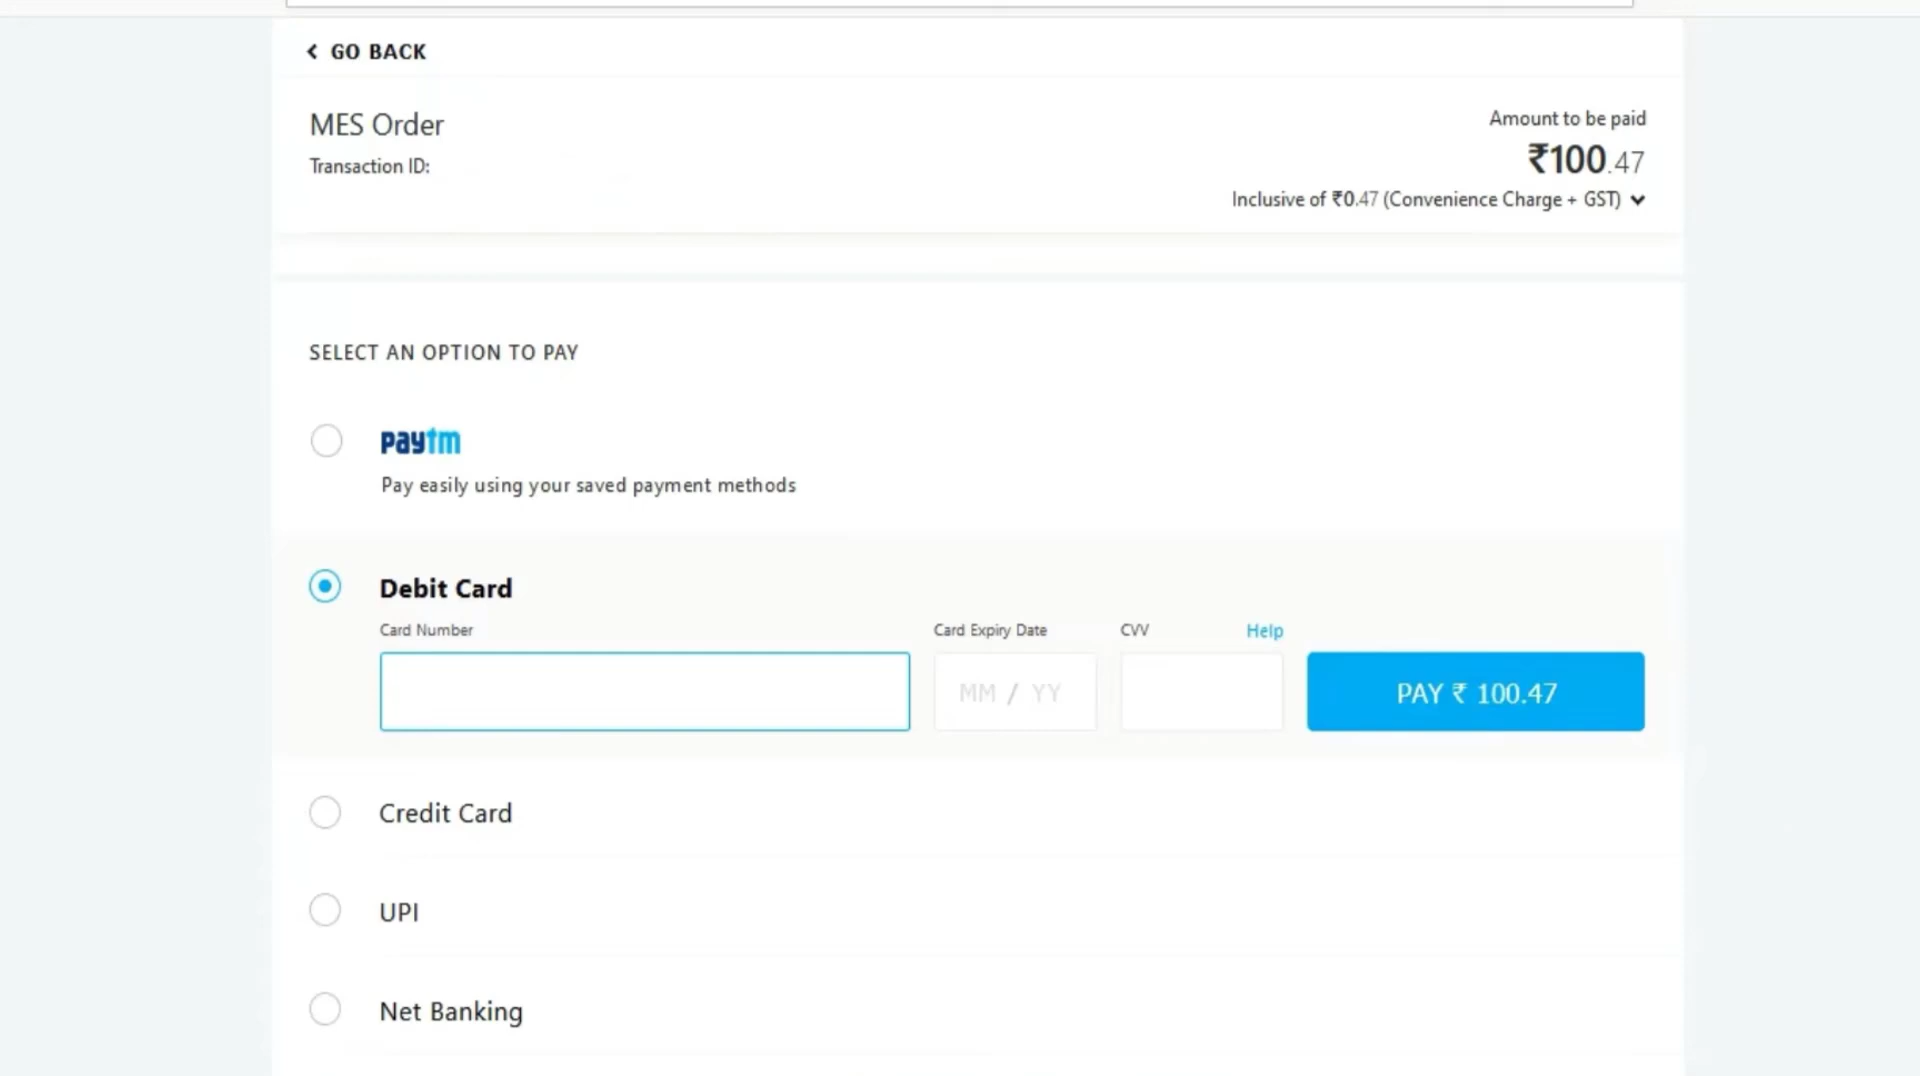 GO BACK
MES Order
Transaction ID:
Amount to be paid
₹100.47
Inclusive of ₹0.47 (Convenience Charge + GST)
SELECT AN OPTION TO PAY
paytm
Pay easily using your saved payment methods
Debit Card
Card Number
Card Expiry Date
CVV
Help
MM / YY
PAY ₹ 100.47
Credit Card
UPI
Net Banking